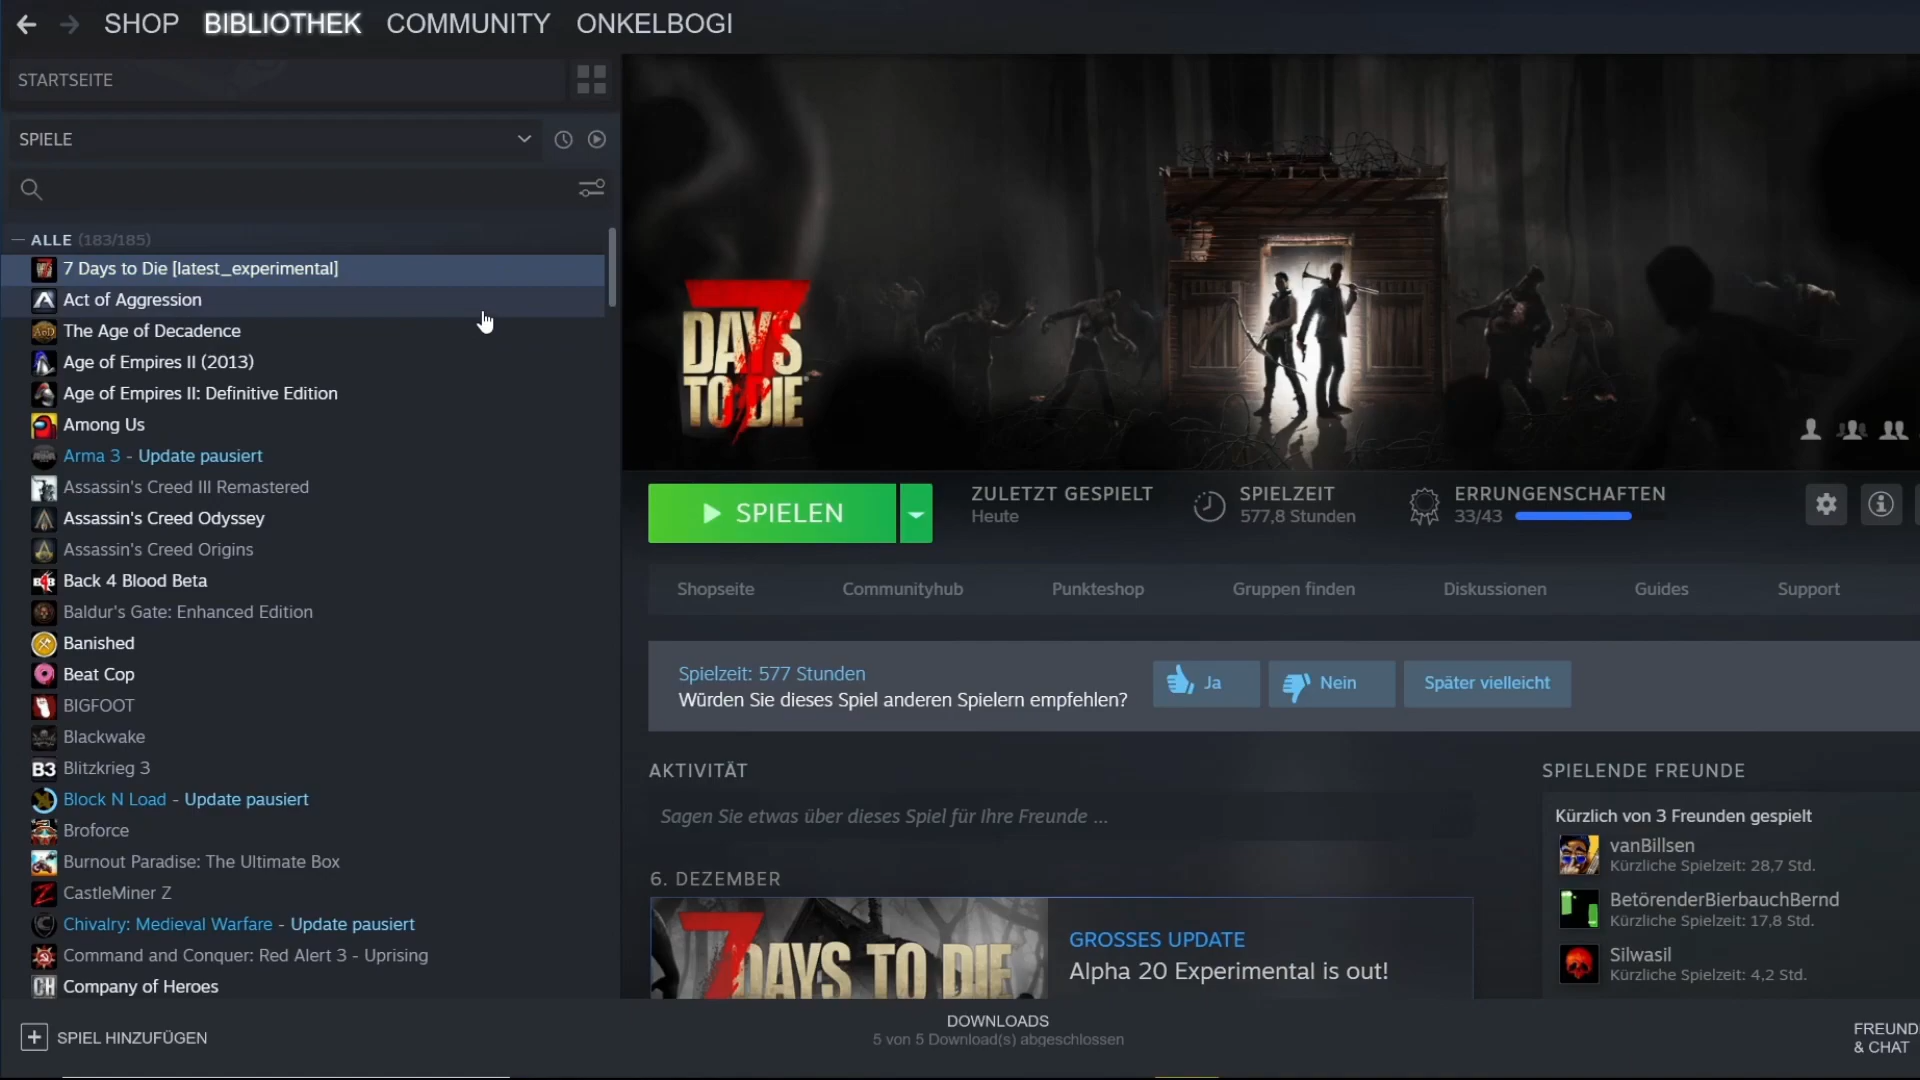 SHOP BIBLIOTHEK COMMUNITY ONKELBOGI
STARTSEITE
SPIELE
ALLE (183/185)
7 Days to Die [latest_experimental]
Act of Aggression
The Age of Decadence
Age of Empires II (2013)
Age of Empires II: Definitive Edition
Among Us
Arma 3 - Update pausiert
Assassin's Creed III Remastered
Assassin's Creed Odyssey
Assassin's Creed Origins
Back 4 Blood Beta
Baldur's Gate: Enhanced Edition
Banished
Beat Cop
BIGFOOT
Blackwake
B3 Blitzkrieg 3
Block N Load - Update pausiert
Broforce
Burnout Paradise: The Ultimate Box
CastleMiner Z
Chivalry: Medieval Warfare - Update pausiert
Command and Conquer: Red Alert 3 - Uprising
Company of Heroes
SPIEL HINZUFÜGEN
7
DAYS
TO DIE
SPIELEN
ZULETZT GESPIELT
Heute
SPIELZEIT
577,8 Stunden
ERRUNGENSCHAFTEN
33/43
Shopseite Communityhub Punkteshop Gruppen finden Diskussionen Guides Support
Spielzeit: 577 Stunden
Würden Sie dieses Spiel anderen Spielern empfehlen?
Ja Nein Später vielleicht
AKTIVITÄT
Sagen Sie etwas über dieses Spiel für Ihre Freunde ...
6. DEZEMBER
7 DAYS TO DIE
GROSSES UPDATE
Alpha 20 Experimental is out!
SPIELENDE FREUNDE
Kürzlich von 3 Freunden gespielt
vanBillsen
Kürzliche Spielzeit: 28,7 Std.
BetörenderBierbauchBernd
Kürzliche Spielzeit: 17,8 Std.
Silwasil
Kürzliche Spielzeit: 4,2 Std.
DOWNLOADS
5 von 5 Download(s) abgeschlossen
FREUND
& CHAT